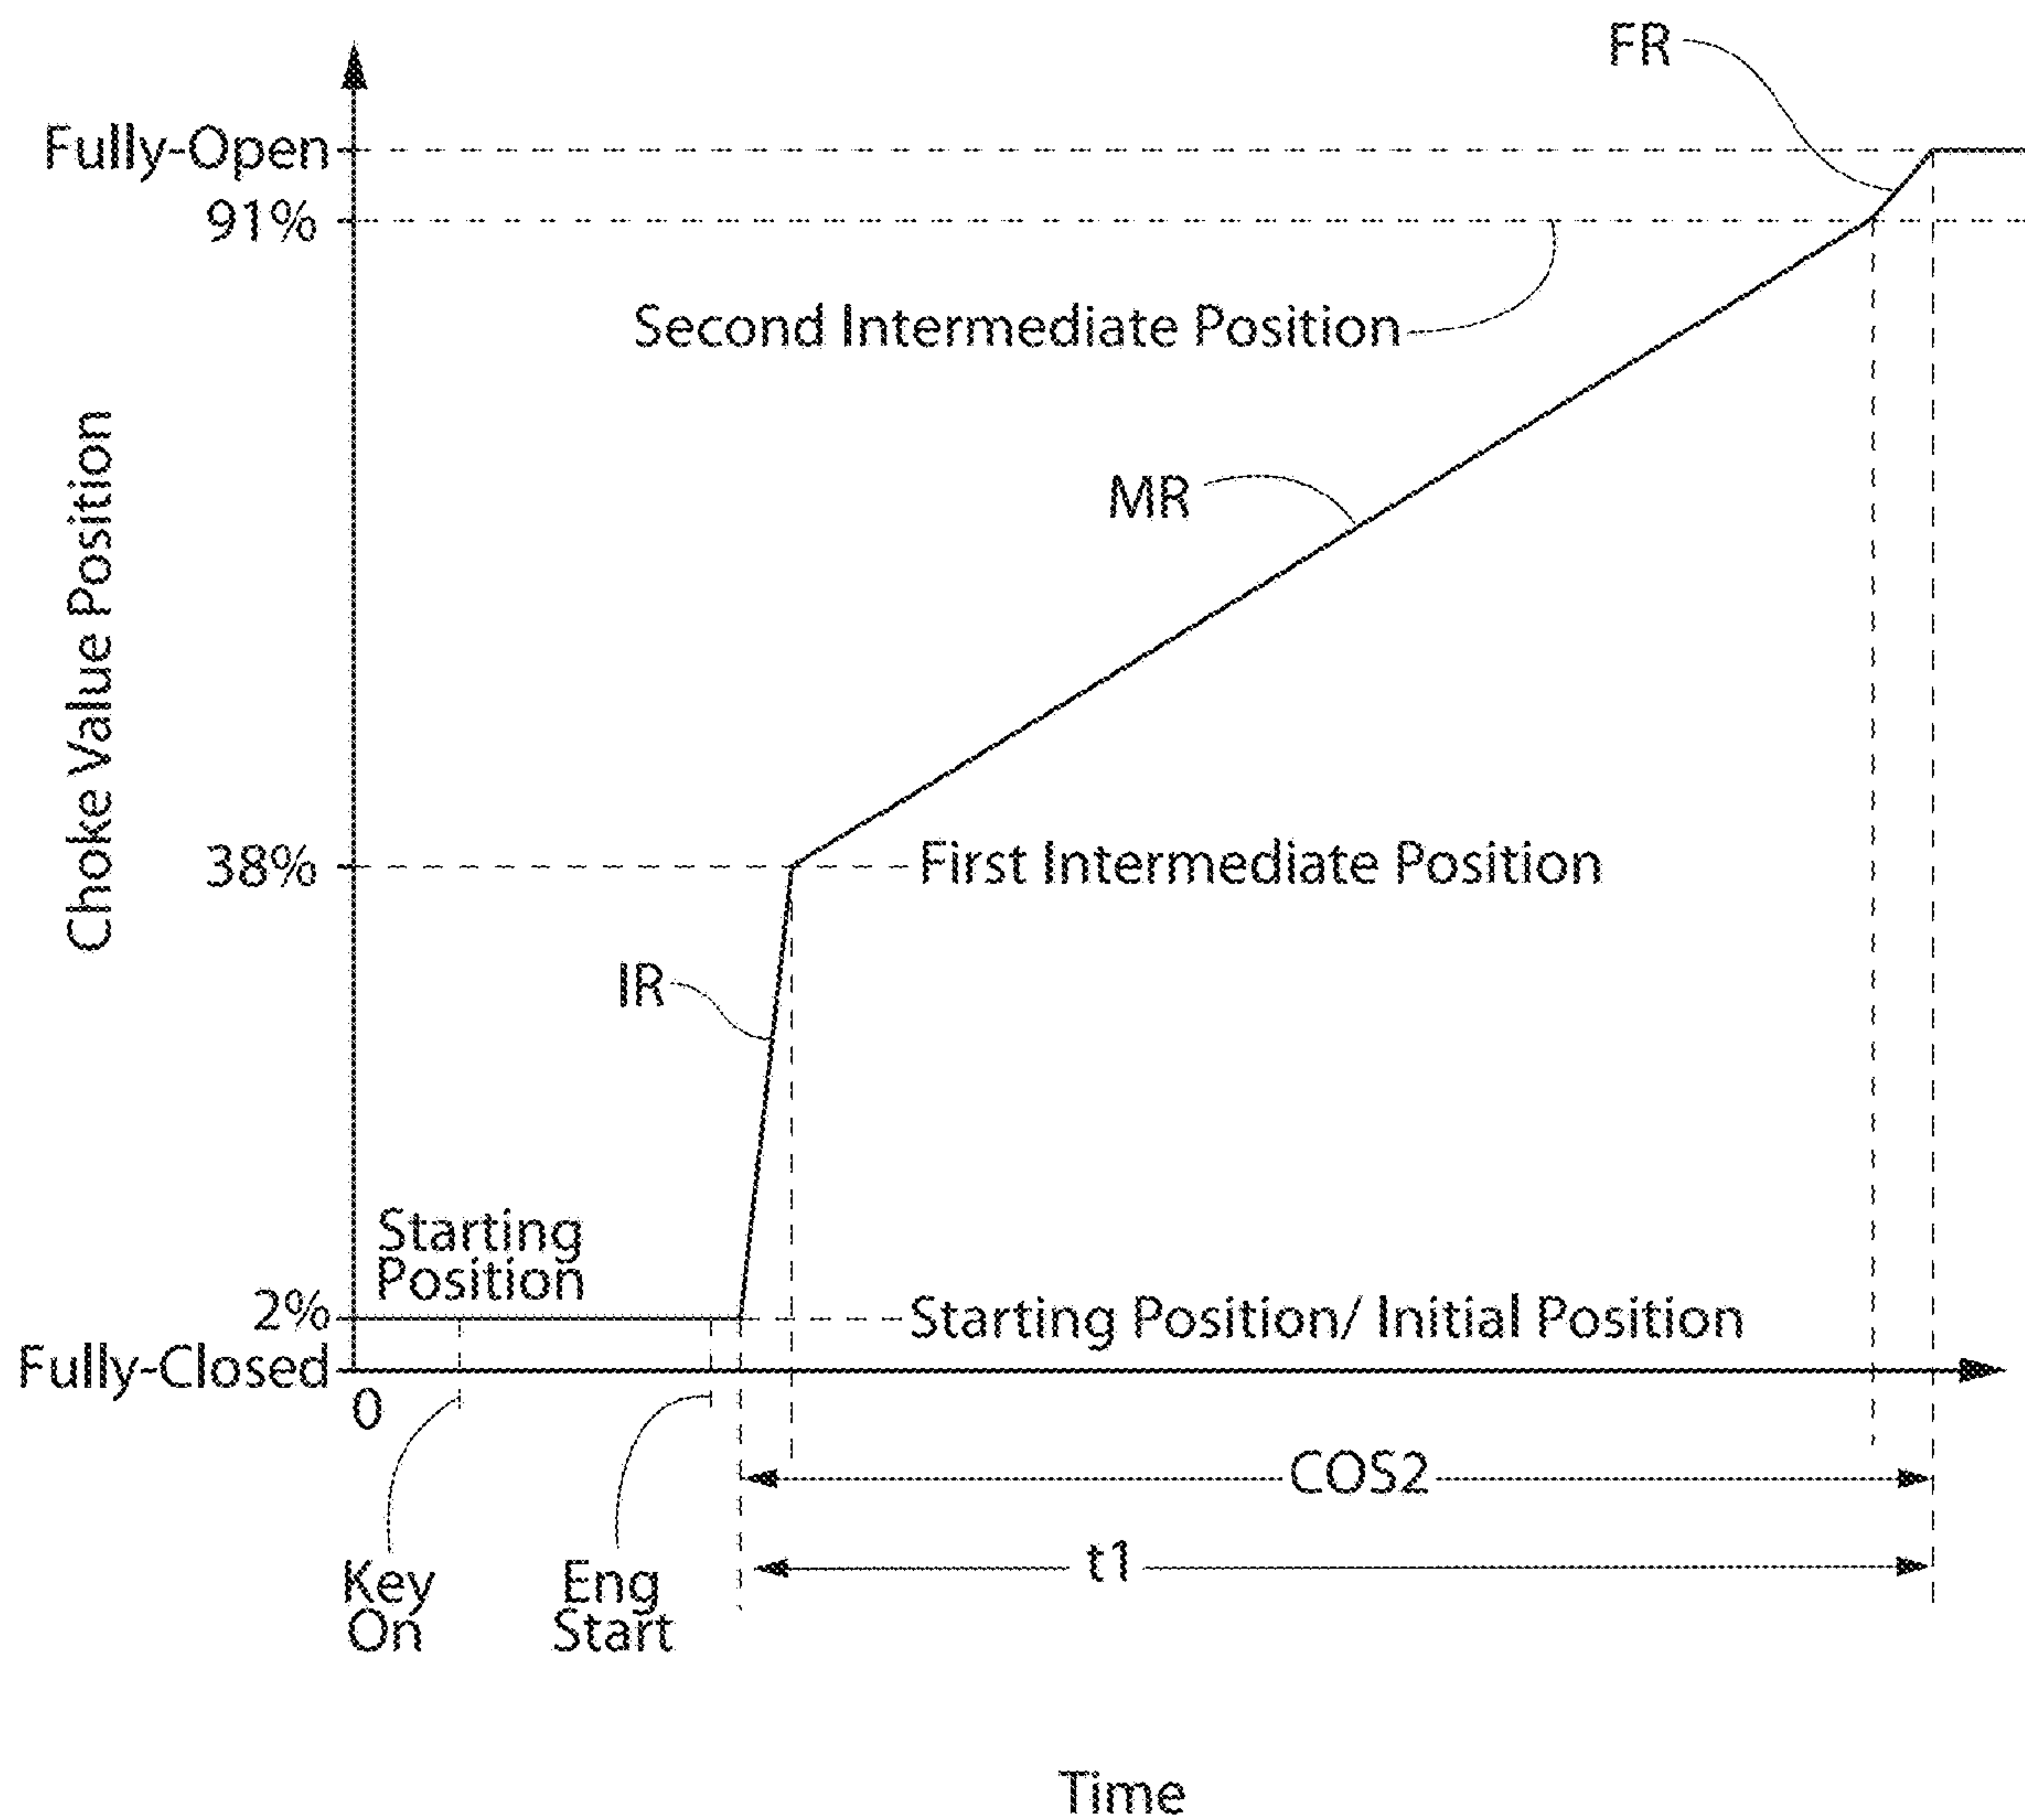 FR
Fully-Open
91%
Second Intermediate Position
MR
Choke Value Position
38%
First Intermediate Position
IR
Starting
Position
2%
Starting Position/ Initial Position
Fully-Closed
0
COS2
t1
Key
On
Eng
Start
Time